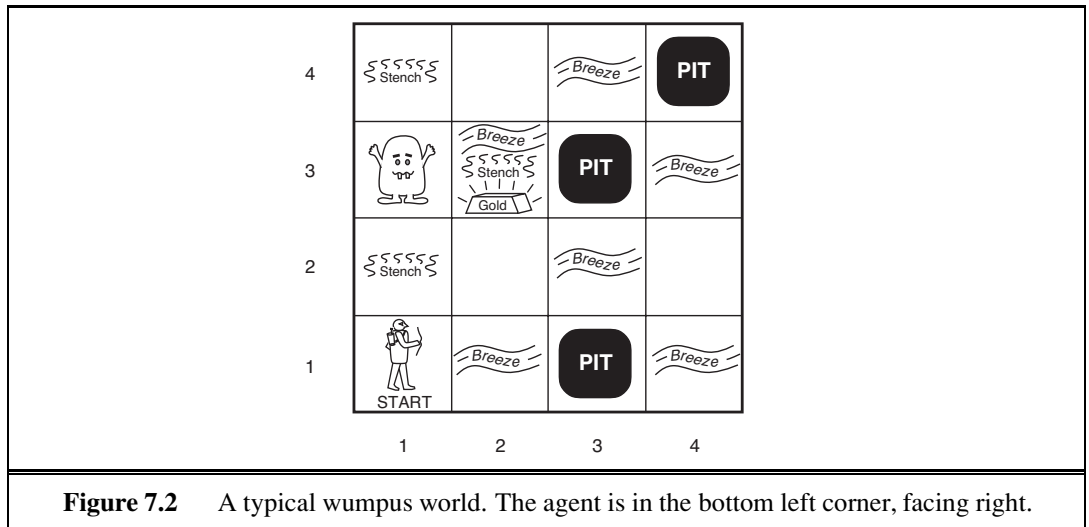 4 Stench Breeze PIT
Breeze
3 Stench PIT Breeze
Gold
2 Stench Breeze
1 Breeze PIT Breeze
START
1 2 3 4
Figure 7.2 A typical wumpus world. The agent is in the bottom left corner, facing right.